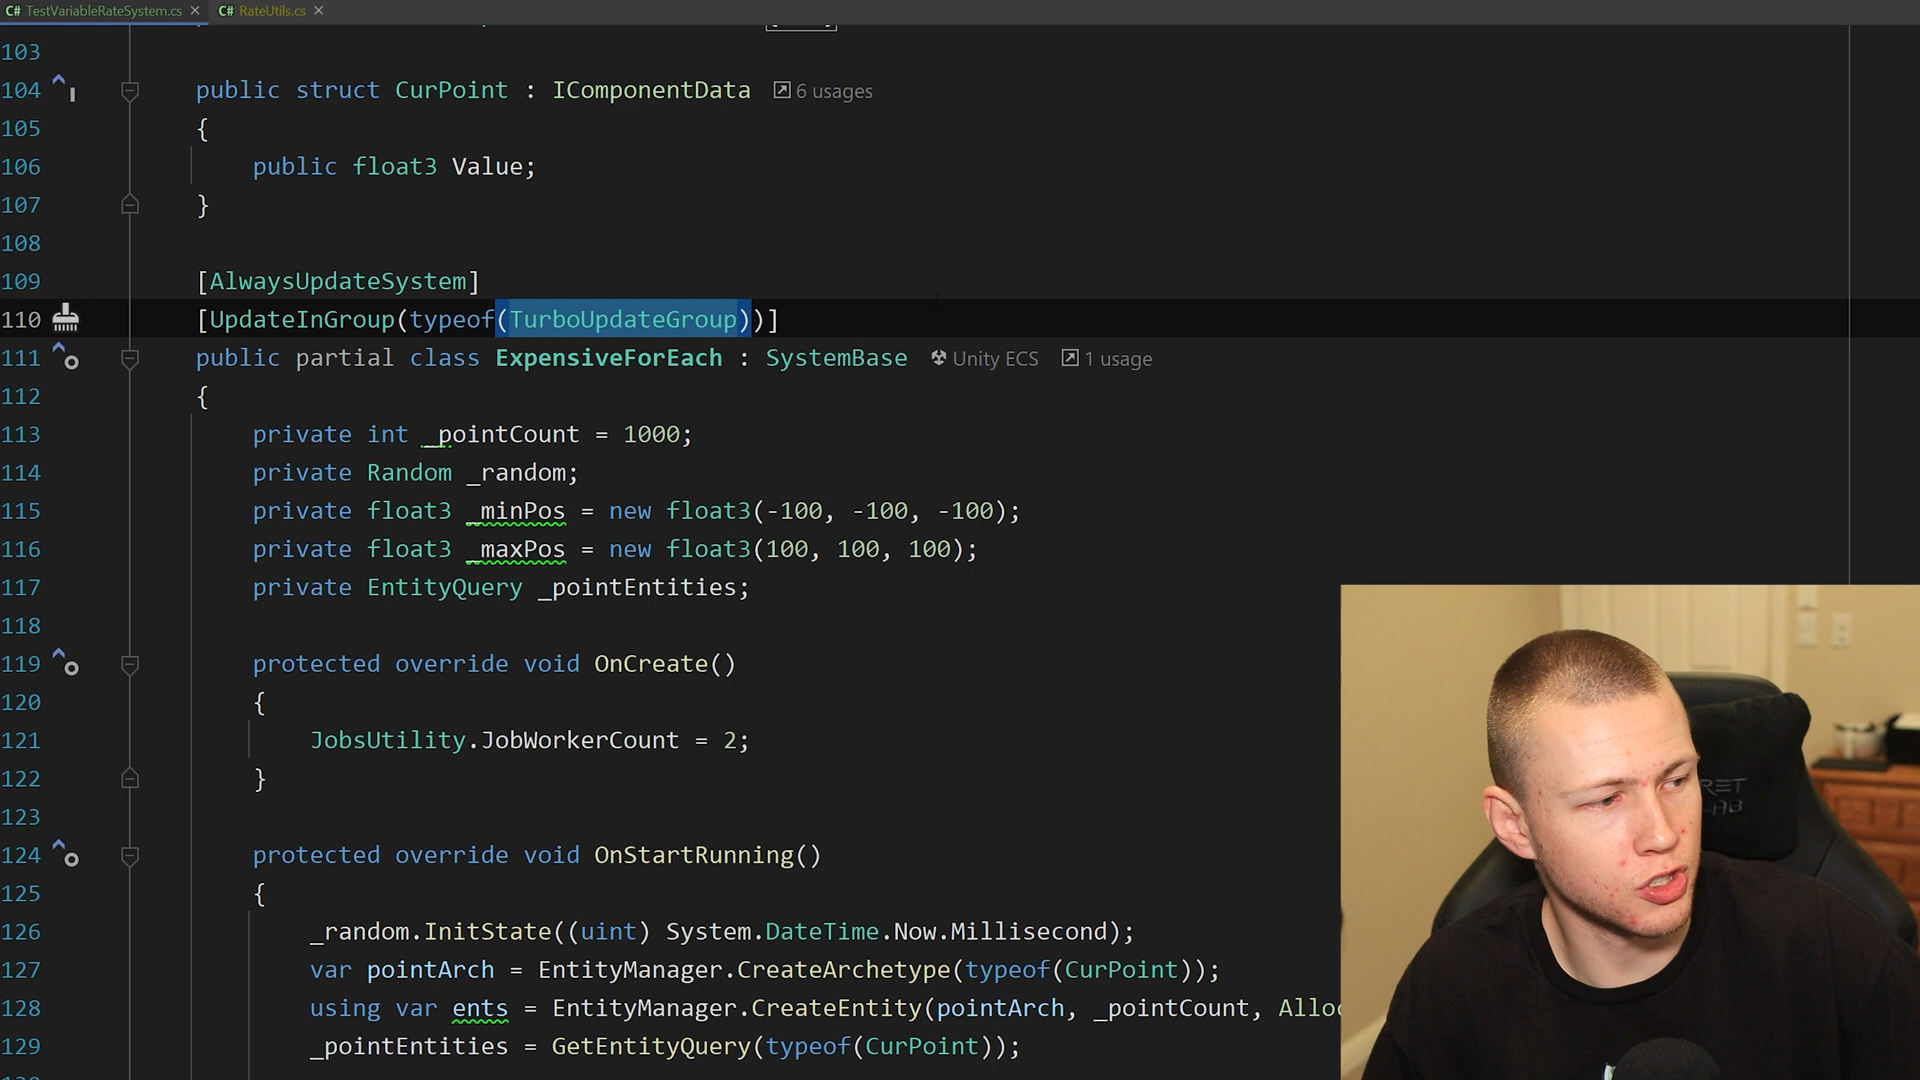 C# TestVariableRateSystem.cs × C# RateUtils.cs ×
103
104 public struct CurPoint : IComponentData 6 usages
105 {
106 public float3 Value;
107 }
108
109 [AlwaysUpdateSystem]
110 [UpdateInGroup(typeof(TurboUpdateGroup))]
111 public partial class ExpensiveForEach : SystemBase Unity ECS 1 usage
112 {
113 private int _pointCount = 1000;
114 private Random _random;
115 private float3 _minPos = new float3(-100, -100, -100);
116 private float3 _maxPos = new float3(100, 100, 100);
117 private EntityQuery _pointEntities;
118
119 protected override void OnCreate()
120 {
121 JobsUtility.JobWorkerCount = 2;
122 }
123
124 protected override void OnStartRunning()
125 {
126 _random.InitState((uint) System.DateTime.Now.Millisecond);
127 var pointArch = EntityManager.CreateArchetype(typeof(CurPoint));
128 using var ents = EntityManager.CreateEntity(pointArch, _pointCount, Alloc
129 _pointEntities = GetEntityQuery(typeof(CurPoint));